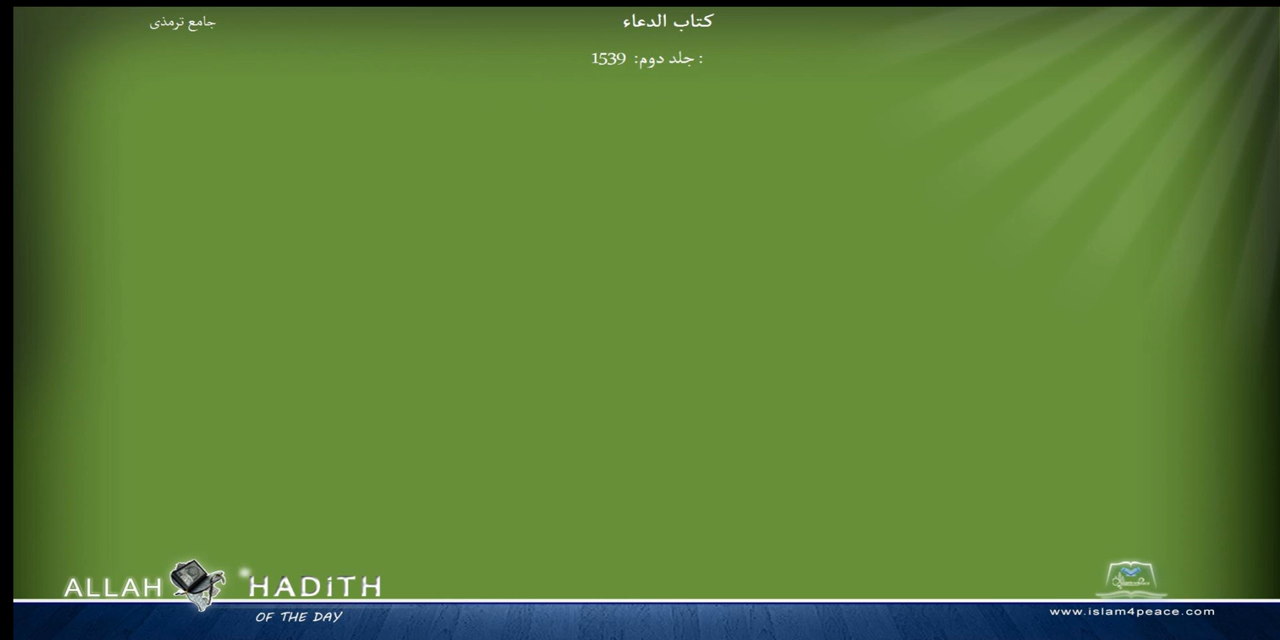 جامع ترمذی
کتاب الدعاء
: جلد دوم: 1539
ALLAH HADITH
OF THE DAY
www.islam4peace.com